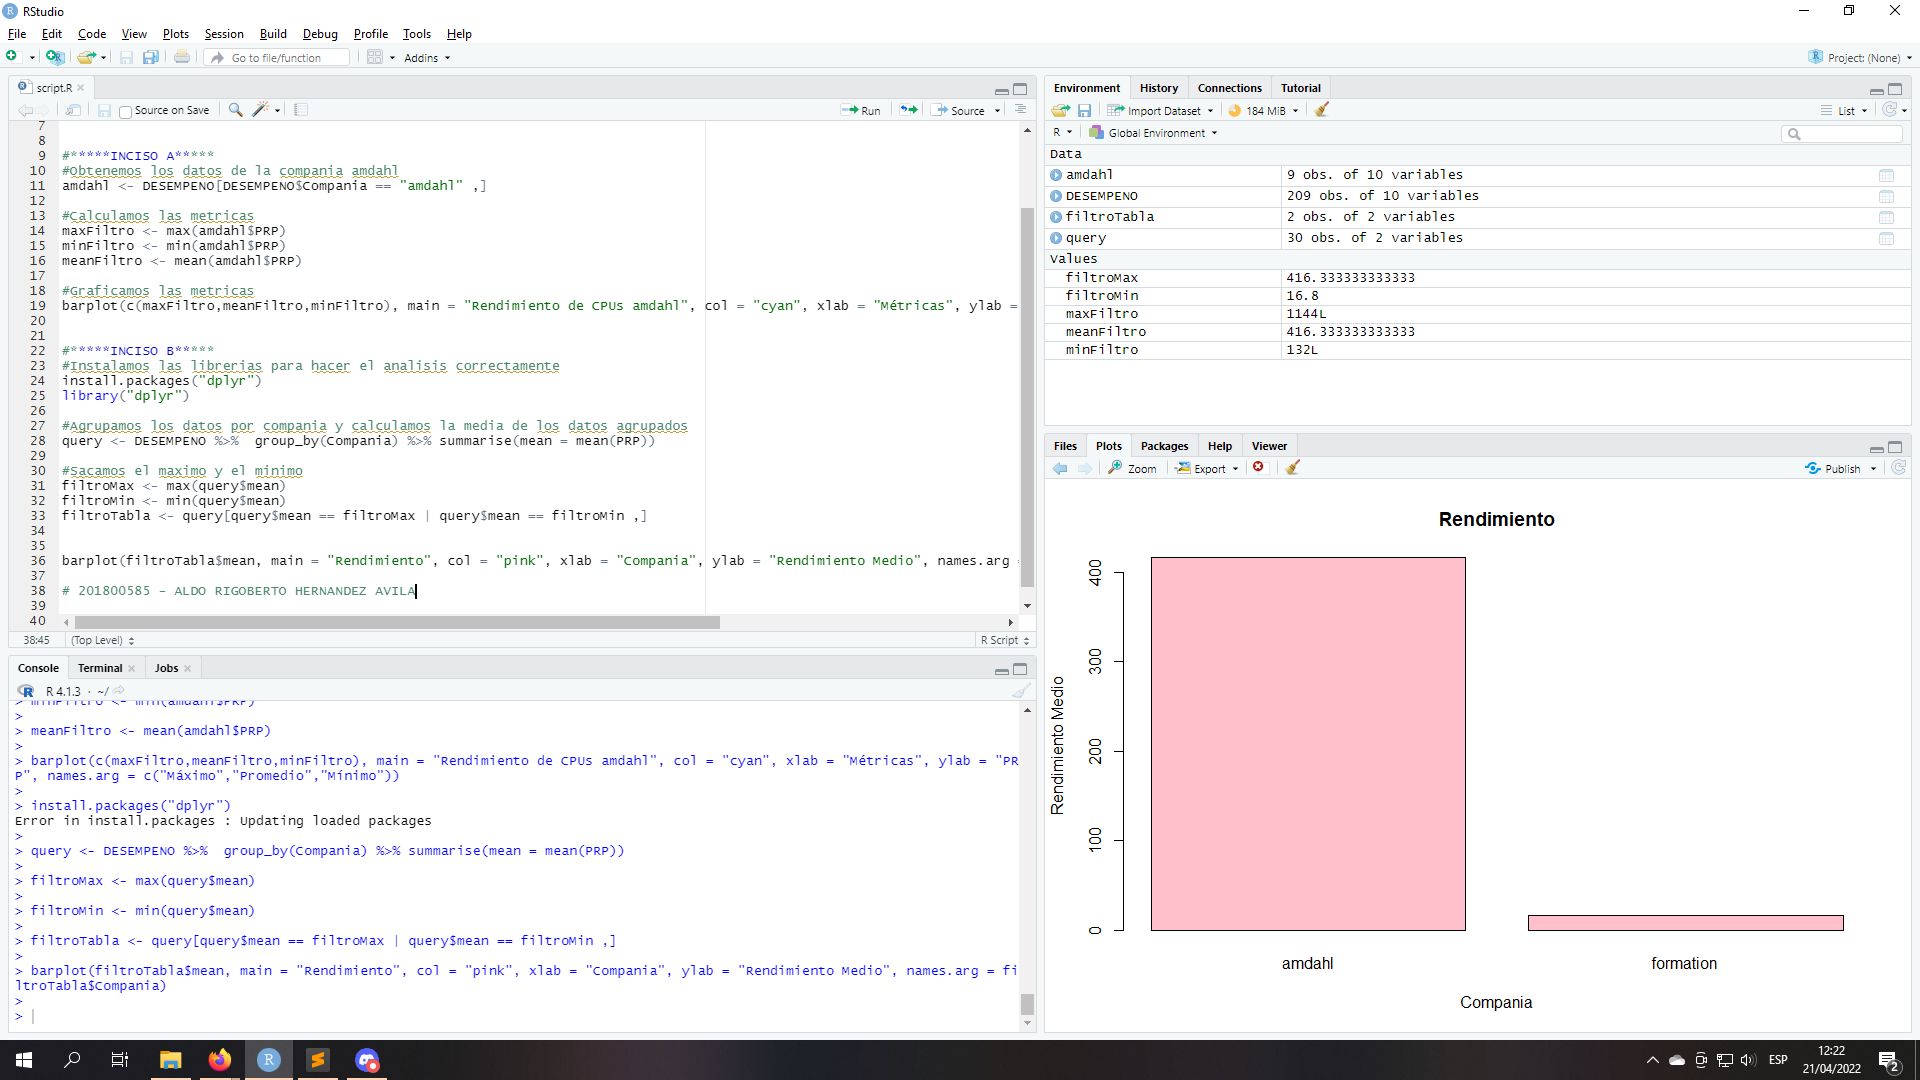 RStudio
File Edit Code View Plots Session Build Debug Profile Tools Help
Go to file/function Addins Project: (None)
script.R
Source on Save Run Source
7
8
9 #*****INCISO A*****
10 #Obtenemos los datos de la compania amdahl
11 amdahl <- DESEMPENO[DESEMPENO$Compania == "amdahl" ,]
12
13 #Calculamos las metricas
14 maxFiltro <- max(amdahl$PRP)
15 minFiltro <- min(amdahl$PRP)
16 meanFiltro <- mean(amdahl$PRP)
17
18 #Graficamos las metricas
19 barplot(c(maxFiltro,meanFiltro,minFiltro), main = "Rendimiento de CPUs amdahl", col = "cyan", xlab = "Métricas", ylab =
20
21
22 #*****INCISO B*****
23 #Instalamos las librerias para hacer el analisis correctamente
24 install.packages("dplyr")
25 library("dplyr")
26
27 #Agrupamos los datos por compania y calculamos la media de los datos agrupados
28 query <- DESEMPENO %>%  group_by(Compania) %>% summarise(mean = mean(PRP))
29
30 #Sacamos el maximo y el minimo
31 filtroMax <- max(query$mean)
32 filtroMin <- min(query$mean)
33 filtroTabla <- query[query$mean == filtroMax | query$mean == filtroMin ,]
34
35
36 barplot(filtroTabla$mean, main = "Rendimiento", col = "pink", xlab = "Compania", ylab = "Rendimiento Medio", names.arg
37
38 # 201800585 - ALDO RIGOBERTO HERNANDEZ AVILA
39
40
38:45 (Top Level) R Script
Console Terminal Jobs
R 4.1.3 · ~/
> minFiltro <- min(amdahl$PRP)
>
> meanFiltro <- mean(amdahl$PRP)
>
> barplot(c(maxFiltro,meanFiltro,minFiltro), main = "Rendimiento de CPUs amdahl", col = "cyan", xlab = "Métricas", ylab = "PR
P", names.arg = c("Máximo","Promedio","Mínimo"))
>
> install.packages("dplyr")
Error in install.packages : Updating loaded packages
>
> query <- DESEMPENO %>%  group_by(Compania) %>% summarise(mean = mean(PRP))
>
> filtroMax <- max(query$mean)
>
> filtroMin <- min(query$mean)
>
> filtroTabla <- query[query$mean == filtroMax | query$mean == filtroMin ,]
>
> barplot(filtroTabla$mean, main = "Rendimiento", col = "pink", xlab = "Compania", ylab = "Rendimiento Medio", names.arg = fi
ltroTabla$Compania)
>
>
Environment History Connections Tutorial
Import Dataset 184 MiB List
R Global Environment
Data
amdahl 9 obs. of 10 variables
DESEMPENO 209 obs. of 10 variables
filtroTabla 2 obs. of 2 variables
query 30 obs. of 2 variables
Values
filtroMax 416.333333333333
filtroMin 16.8
maxFiltro 1144L
meanFiltro 416.333333333333
minFiltro 132L
Files Plots Packages Help Viewer
Zoom Export Publish
Rendimiento
Rendimiento Medio
400
300
200
100
0
amdahl formation
Compania
ESP 12:22
21/04/2022
2